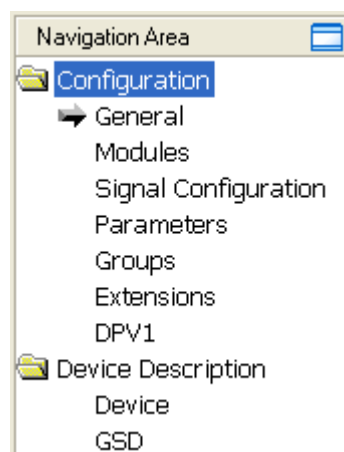 Navigation Area
Configuration
General
Modules
Signal Configuration
Parameters
Groups
Extensions
DPV1
Device Description
Device
GSD